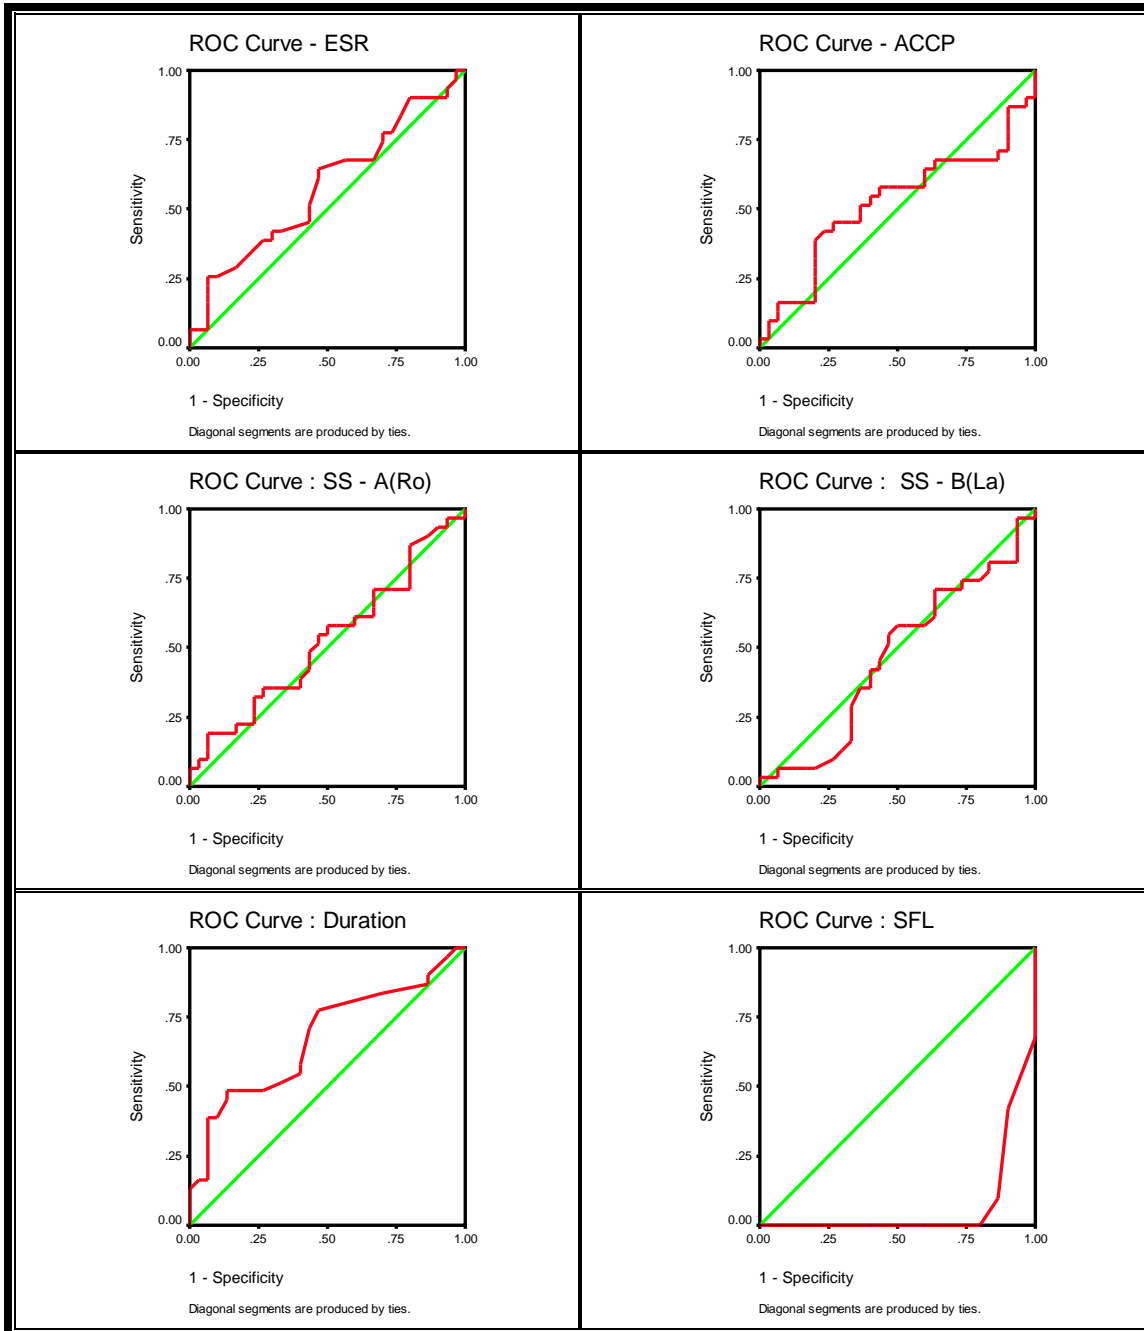 ROC Curve - ESR
1.00
.75
.50
.25
0.00
Sensitivity
0.00 .25 .50 .75 1.00
1 - Specificity
Diagonal segments are produced by ties.
ROC Curve - ACCP
1.00
.75
.50
.25
0.00
Sensitivity
0.00 .25 .50 .75 1.00
1 - Specificity
Diagonal segments are produced by ties.
ROC Curve : SS - A(Ro)
1.00
.75
.50
.25
0.00
Sensitivity
0.00 .25 .50 .75 1.00
1 - Specificity
Diagonal segments are produced by ties.
ROC Curve : SS - B(La)
1.00
.75
.50
.25
0.00
Sensitivity
0.00 .25 .50 .75 1.00
1 - Specificity
Diagonal segments are produced by ties.
ROC Curve : Duration
1.00
.75
.50
.25
0.00
Sensitivity
0.00 .25 .50 .75 1.00
1 - Specificity
Diagonal segments are produced by ties.
ROC Curve : SFL
1.00
.75
.50
.25
0.00
Sensitivity
0.00 .25 .50 .75 1.00
1 - Specificity
Diagonal segments are produced by ties.